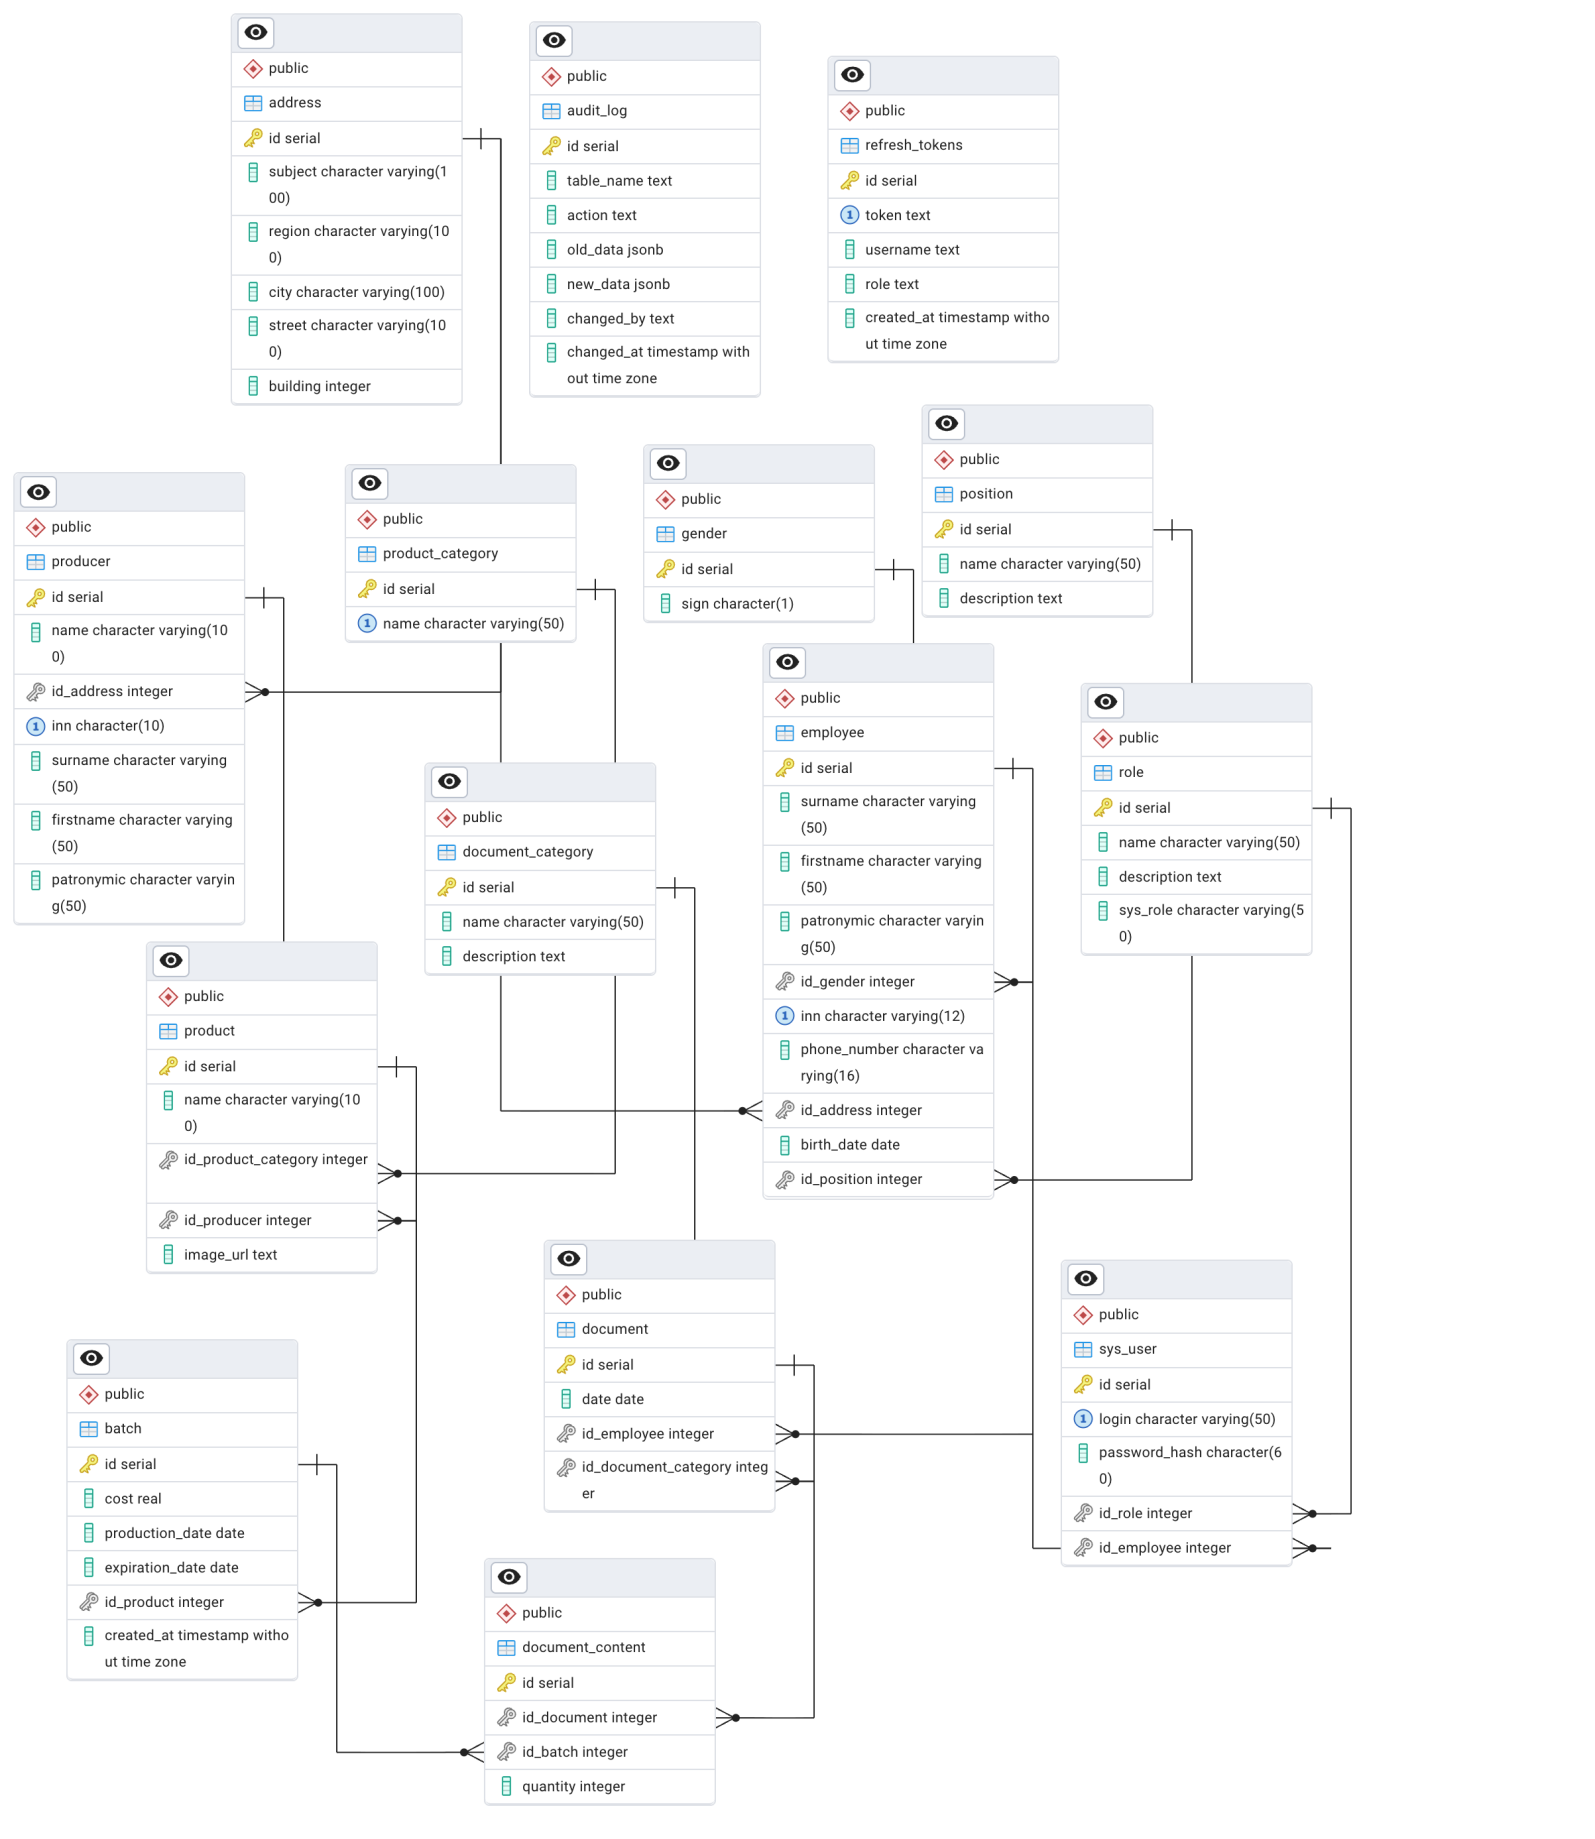 public
address
id serial
subject character varying(1
00)
region character varying(10
0)
city character varying(100)
street character varying(10
0)
building integer
public
audit_log
id serial
table_name text
action text
old_data jsonb
new_data jsonb
changed_by text
changed_at timestamp with
out time zone
public
refresh_tokens
id serial
1 token text
username text
role text
created_at timestamp witho
ut time zone
public
producer
id serial
name character varying(10
0)
id_address integer
1 inn character(10)
surname character varying
(50)
firstname character varying
(50)
patronymic character varyin
g(50)
public
product_category
id serial
1 name character varying(50)
public
gender
id serial
sign character(1)
public
position
id serial
name character varying(50)
description text
public
document_category
id serial
name character varying(50)
description text
public
employee
id serial
surname character varying
(50)
firstname character varying
(50)
patronymic character varyin
g(50)
id_gender integer
1 inn character varying(12)
phone_number character va
rying(16)
id_address integer
birth_date date
id_position integer
public
role
id serial
name character varying(50)
description text
sys_role character varying(5
0)
public
product
id serial
name character varying(10
0)
id_product_category integer
id_producer integer
image_url text
public
document
id serial
date date
id_employee integer
id_document_category integ
er
public
sys_user
id serial
1 login character varying(50)
password_hash character(6
0)
id_role integer
id_employee integer
public
batch
id serial
cost real
production_date date
expiration_date date
id_product integer
created_at timestamp witho
ut time zone
public
document_content
id serial
id_document integer
id_batch integer
quantity integer